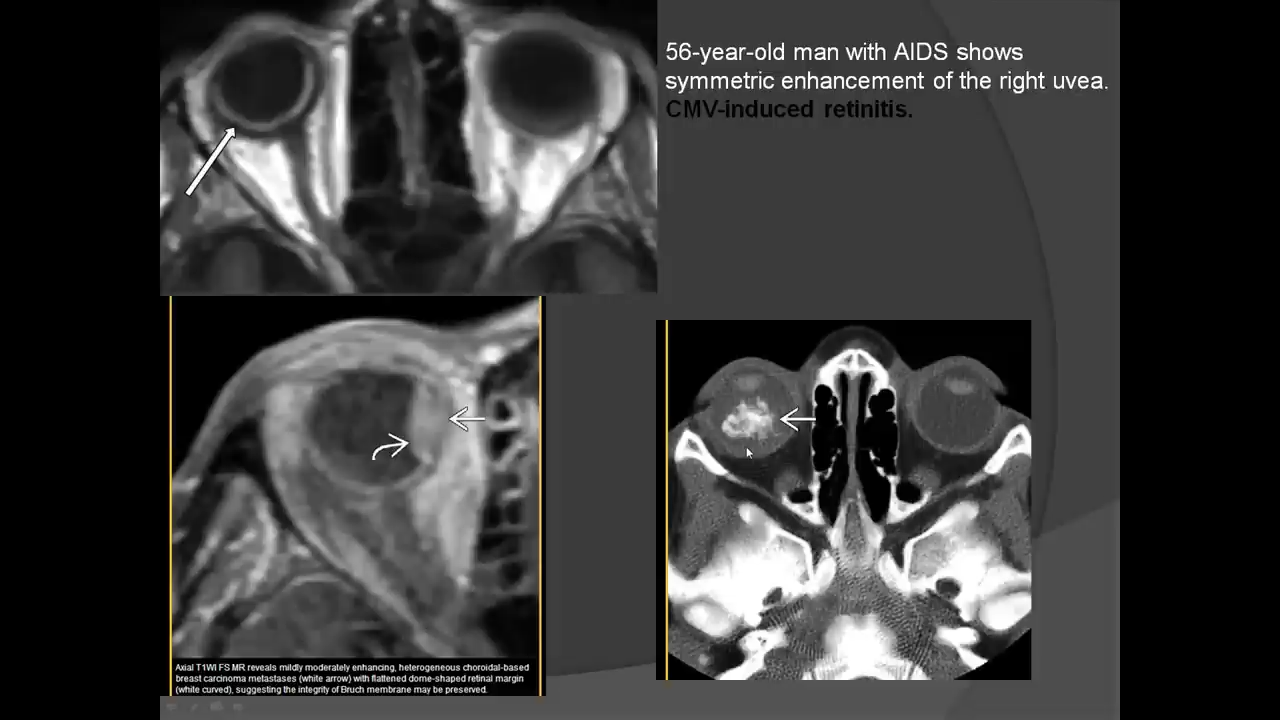 56-year-old man with AIDS shows
symmetric enhancement of the right uvea.
CMV-induced retinitis.
Axial T1WI FS MR reveals mildly moderately enhancing, heterogeneous choroidal-based
breast carcinoma metastases (white arrow) with flattened dome-shaped retinal margin
(white curved), suggesting the integrity of Bruch membrane may be preserved.